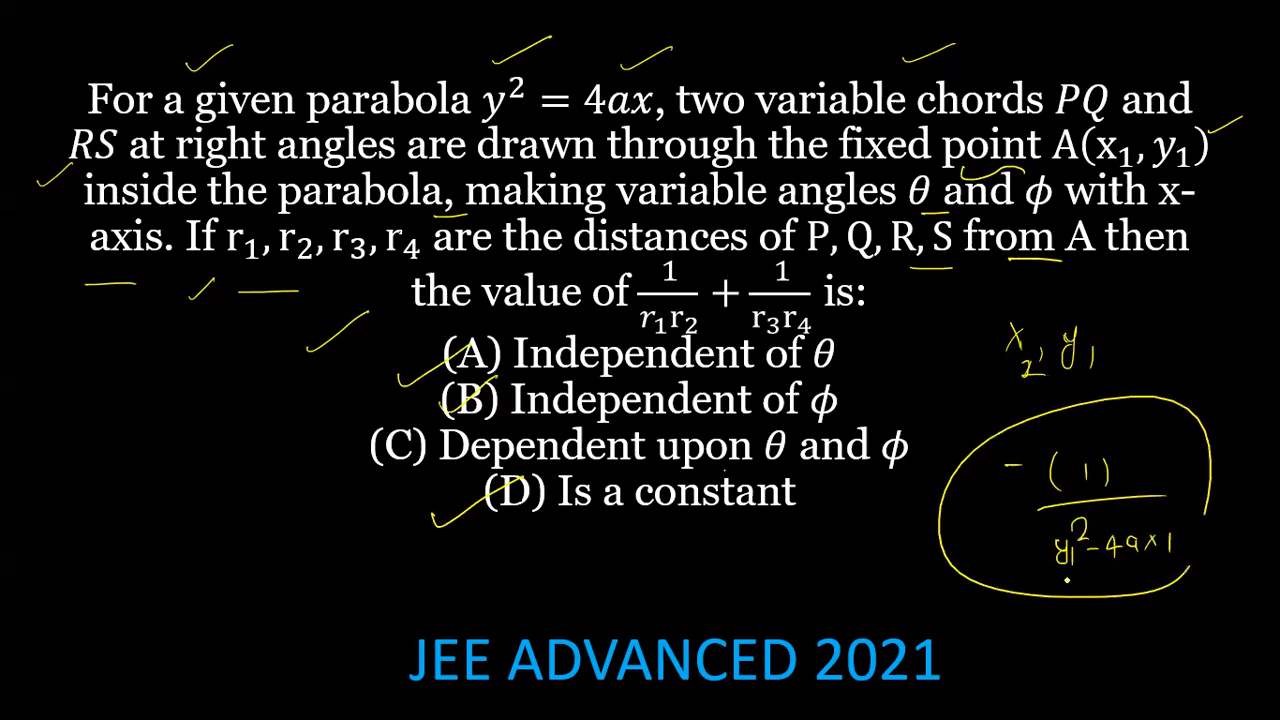 For a given parabola y² = 4ax, two variable chords PQ and
RS at right angles are drawn through the fixed point A(x₁, y₁)
inside the parabola, making variable angles θ and ϕ with x-
axis. If r₁, r₂, r₃, r₄ are the distances of P, Q, R, S from A then
the value of 1/r₁r₂ + 1/r₃r₄ is:
(A) Independent of θ
(B) Independent of ϕ
(C) Dependent upon θ and ϕ
(D) Is a constant
x₂, y₁
- (1)
y₁² - 4ax1
JEE ADVANCED 2021